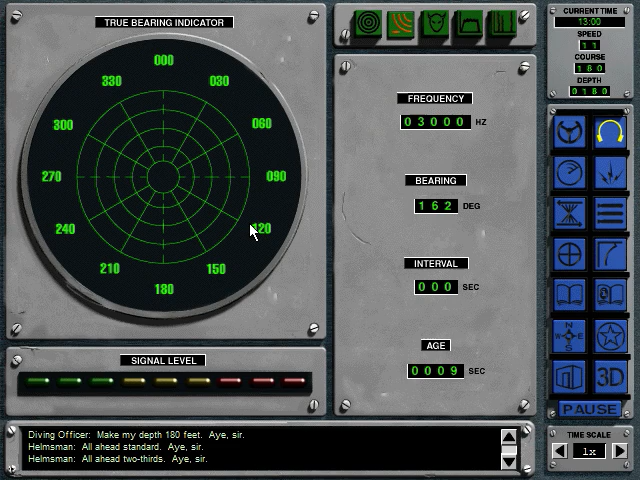 TRUE BEARING INDICATOR
000
330
030
300
060
270
090
240
120
210
150
180
SIGNAL LEVEL
FREQUENCY
03000 HZ
BEARING
162 DEG
INTERVAL
000 SEC
AGE
0009 SEC
CURRENT TIME
13:00
SPEED
11
COURSE
180
DEPTH
0180
N
W E
S
3D
PAUSE
TIME SCALE
1x
Diving Officer: Make my depth 180 feet. Aye, sir.
Helmsman: All ahead standard. Aye, sir.
Helmsman: All ahead two-thirds. Aye, sir.